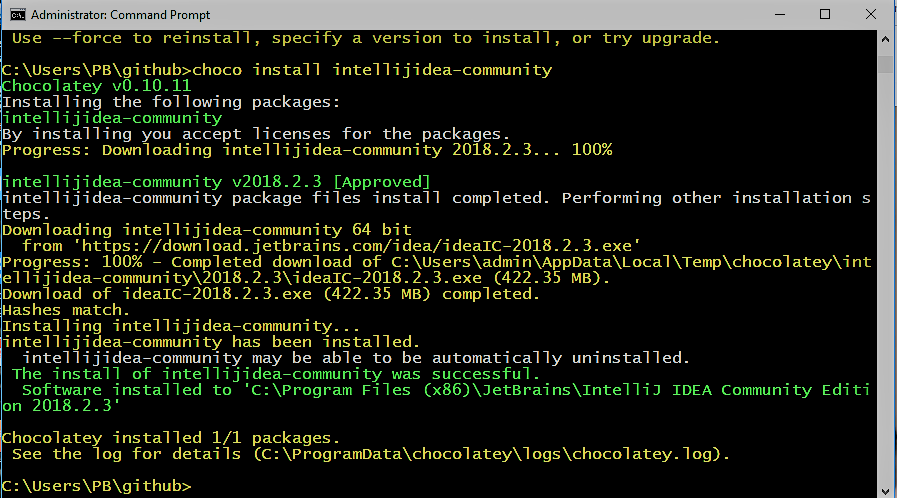 Administrator: Command Prompt
Use --force to reinstall, specify a version to install, or try upgrade.
C:\Users\PB\github>choco install intellijidea-community
Chocolatey v0.10.11
Installing the following packages:
intellijidea-community
By installing you accept licenses for the packages.
Progress: Downloading intellijidea-community 2018.2.3... 100%
intellijidea-community v2018.2.3 [Approved]
intellijidea-community package files install completed. Performing other installation s
teps.
Downloading intellijidea-community 64 bit
from 'https://download.jetbrains.com/idea/ideaIC-2018.2.3.exe'
Progress: 100% - Completed download of C:\Users\admin\AppData\Local\Temp\chocolatey\int
ellijidea-community\2018.2.3\ideaIC-2018.2.3.exe (422.35 MB).
Download of ideaIC-2018.2.3.exe (422.35 MB) completed.
Hashes match.
Installing intellijidea-community...
intellijidea-community has been installed.
intellijidea-community may be able to be automatically uninstalled.
The install of intellijidea-community was successful.
Software installed to 'C:\Program Files (x86)\JetBrains\IntelliJ IDEA Community Editi
on 2018.2.3'
Chocolatey installed 1/1 packages.
See the log for details (C:\ProgramData\chocolatey\logs\chocolatey.log).
C:\Users\PB\github>